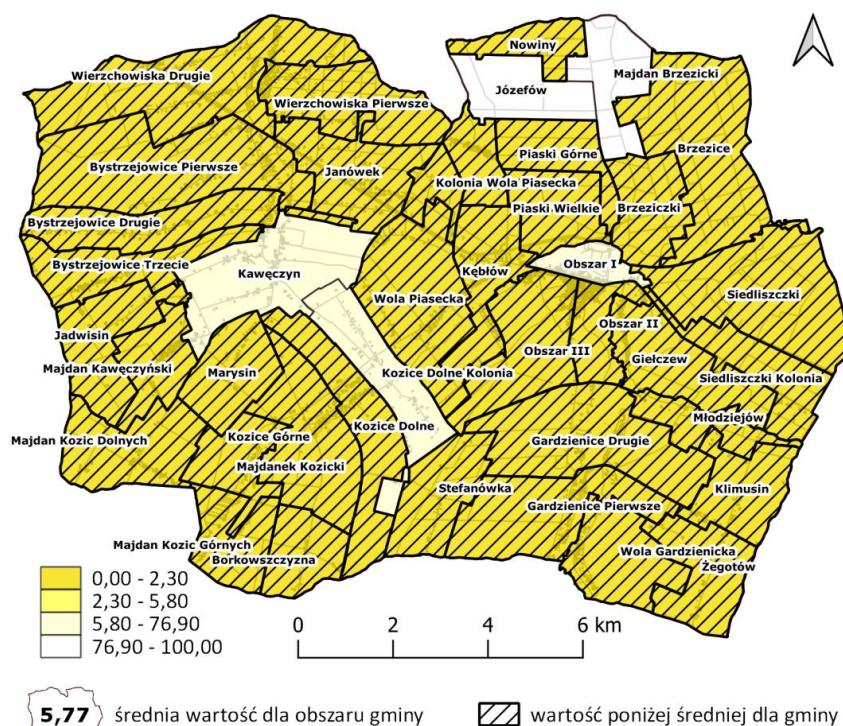 Nowiny
Wierzchowiska Drugie
Majdan Brzezicki
Józefów
Wierzchowiska Pierwsze
Brzezice
Piaski Górne
Bystrzejowice Pierwsze
Janówek
Kolonia Wola Piasecka
Piaski Wielkie
Brzeziczki
Bystrzejowice Drugie
Bystrzejowice Trzecie
Kawęczyn
Kębłów
Obszar I
Siedliszczki
Wola Piasecka
Jadwisin
Obszar II
Obszar III
Giełczew
Majdan Kawęczyński
Marysin
Kozice Dolne Kolonia
Siedliszczki Kolonia
Młodziejów
Majdan Kozic Dolnych
Kozice Górne
Kozice Dolne
Gardzienice Drugie
Majdanek Kozicki
Stefanówka
Klimusin
Gardzienice Pierwsze
Majdan Kozic Górnych
Borkowszczyzna
Wola Gardzienicka
Żegotów
0,00 - 2,30
2,30 - 5,80
5,80 - 76,90
76,90 - 100,00
0 2 4 6 km
5,77 średnia wartość dla obszaru gminy
wartość poniżej średniej dla gminy